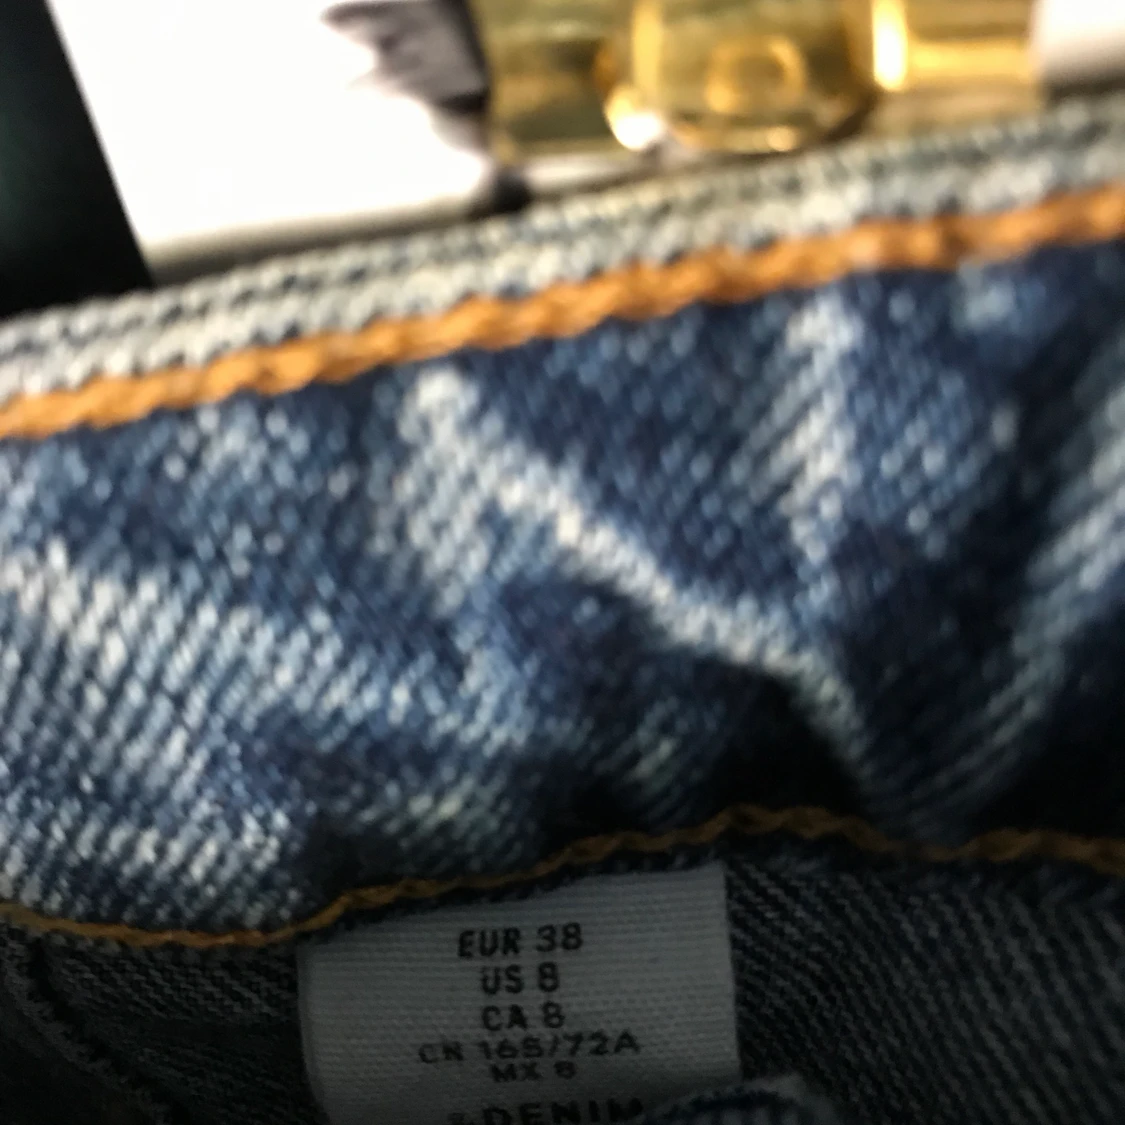 EUR 38
US 8
CA 8
CN 165/72A
MX 8
&DENIM